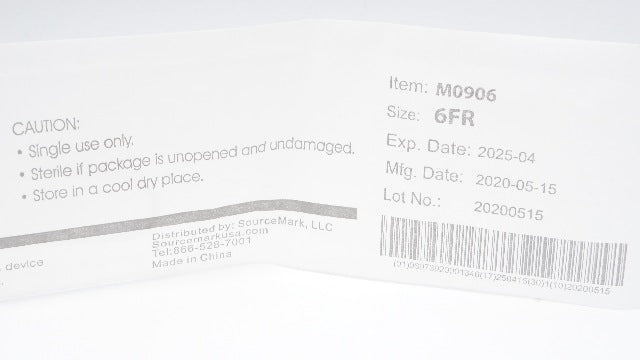 CAUTION:
• Single use only.
• Sterile if package is unopened and undamaged.
• Store in a cool dry place.
device
Distributed by: SourceMark, LLC
Sourcemarkusa.com
Tel:866-528-7001
Made in China
Item: M0906
Size: 6FR
Exp. Date: 2025-04
Mfg. Date: 2020-05-15
Lot No.: 20200515